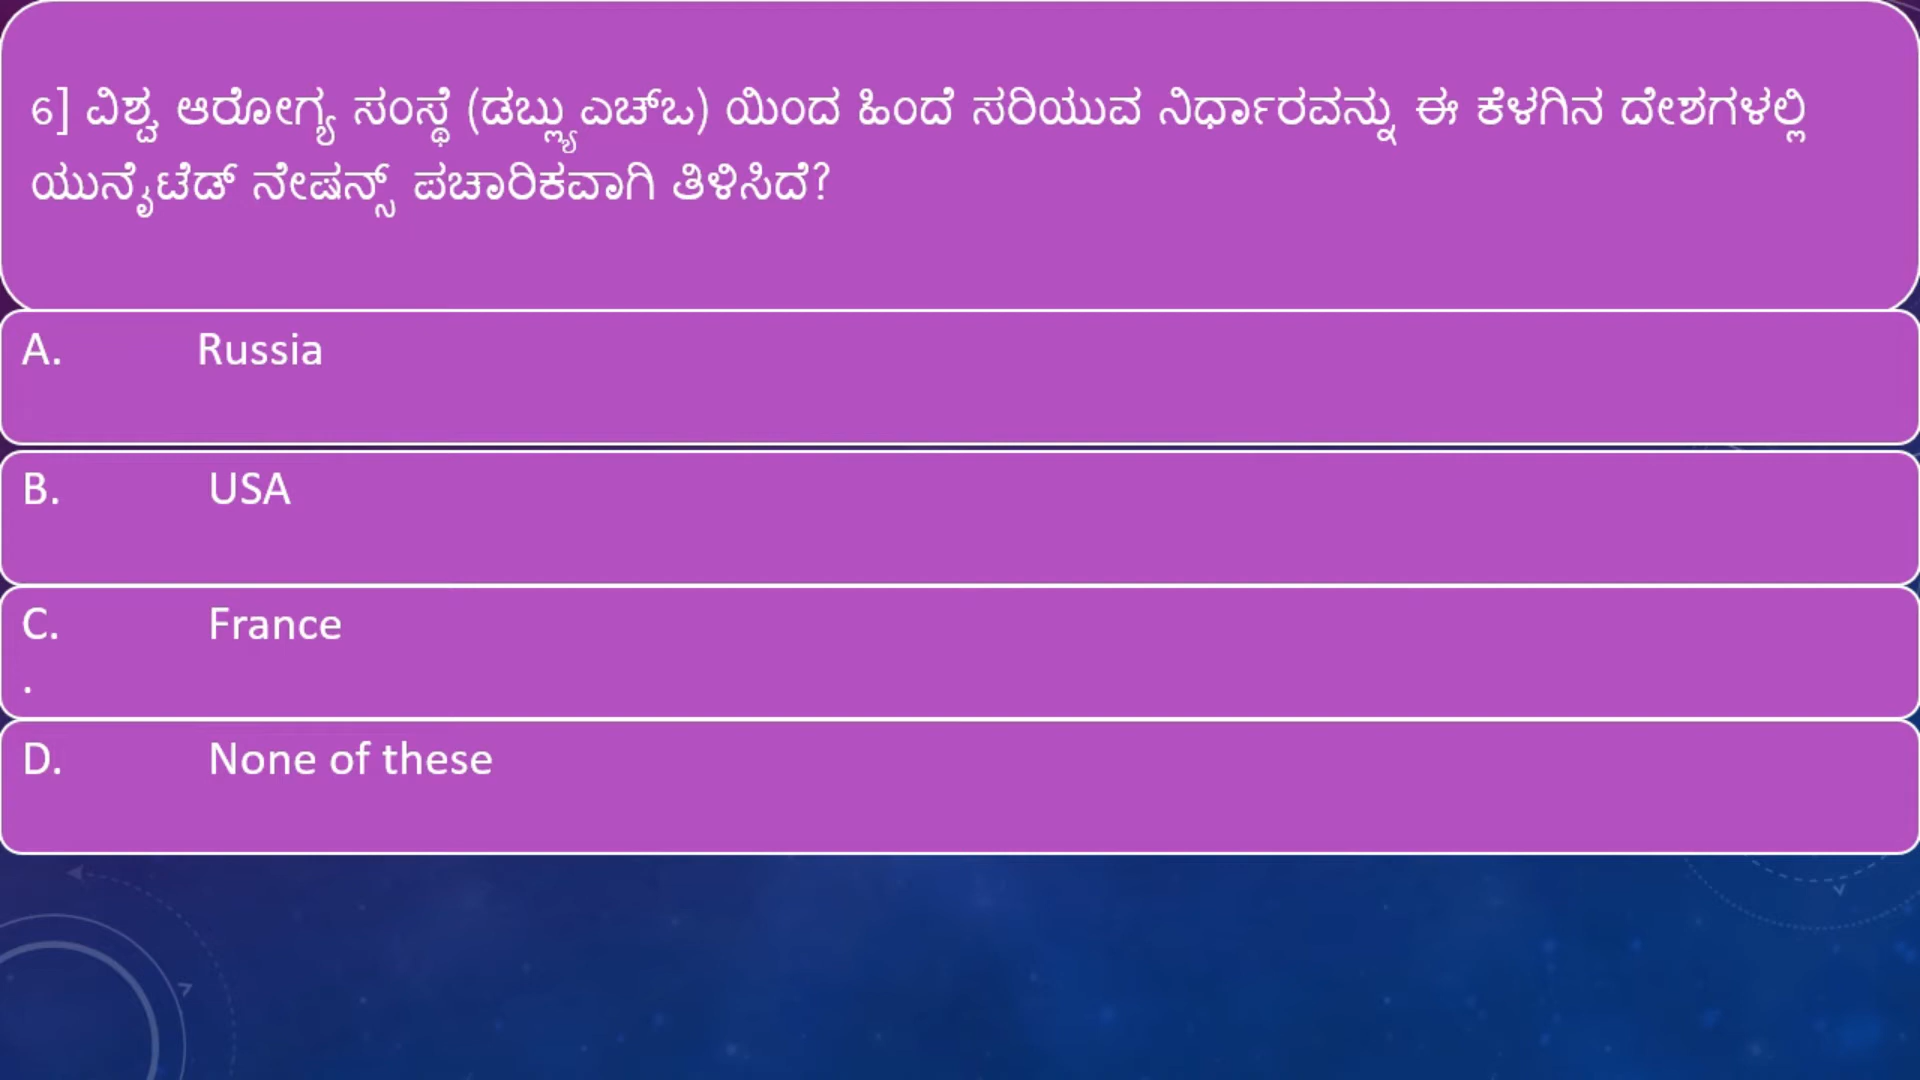 6] ವಿಶ್ವ ಆರೋಗ್ಯ ಸಂಸ್ಥೆ (ಡಬ್ಲ್ಯುಎಚ್‌ಒ) ಯಿಂದ ಹಿಂದೆ ಸರಿಯುವ ನಿರ್ಧಾರವನ್ನು ಈ ಕೆಳಗಿನ ದೇಶಗಳಲ್ಲಿ
ಯುನೈಟೆಡ್ ನೇಷನ್ಸ್ ಪಚಾರಿಕವಾಗಿ ತಿಳಿಸಿದೆ?
A. Russia
B. USA
C. France
.
D. None of these